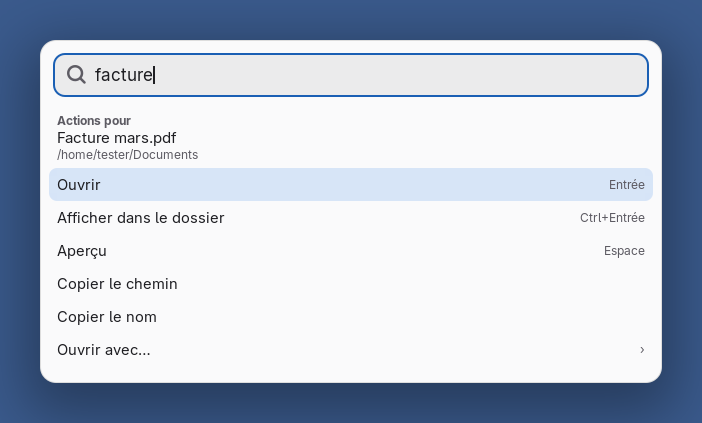 facture
Actions pour
Facture mars.pdf
/home/tester/Documents
Ouvrir Entrée
Afficher dans le dossier Ctrl+Entrée
Aperçu Espace
Copier le chemin
Copier le nom
Ouvrir avec... ›